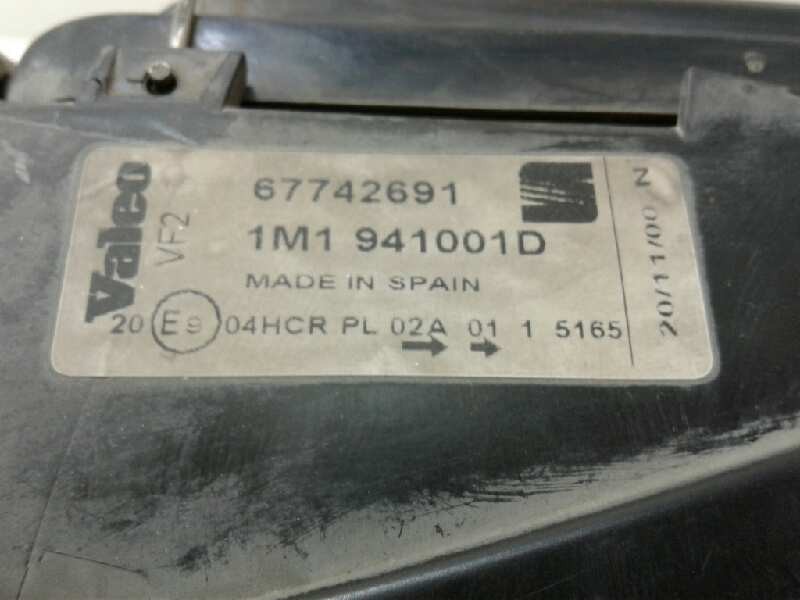 Valeo
VF2
67742691
1M1 941001D
MADE IN SPAIN
20 E9 04HCR PL 02A 01 1 5165
20/11/00 Z